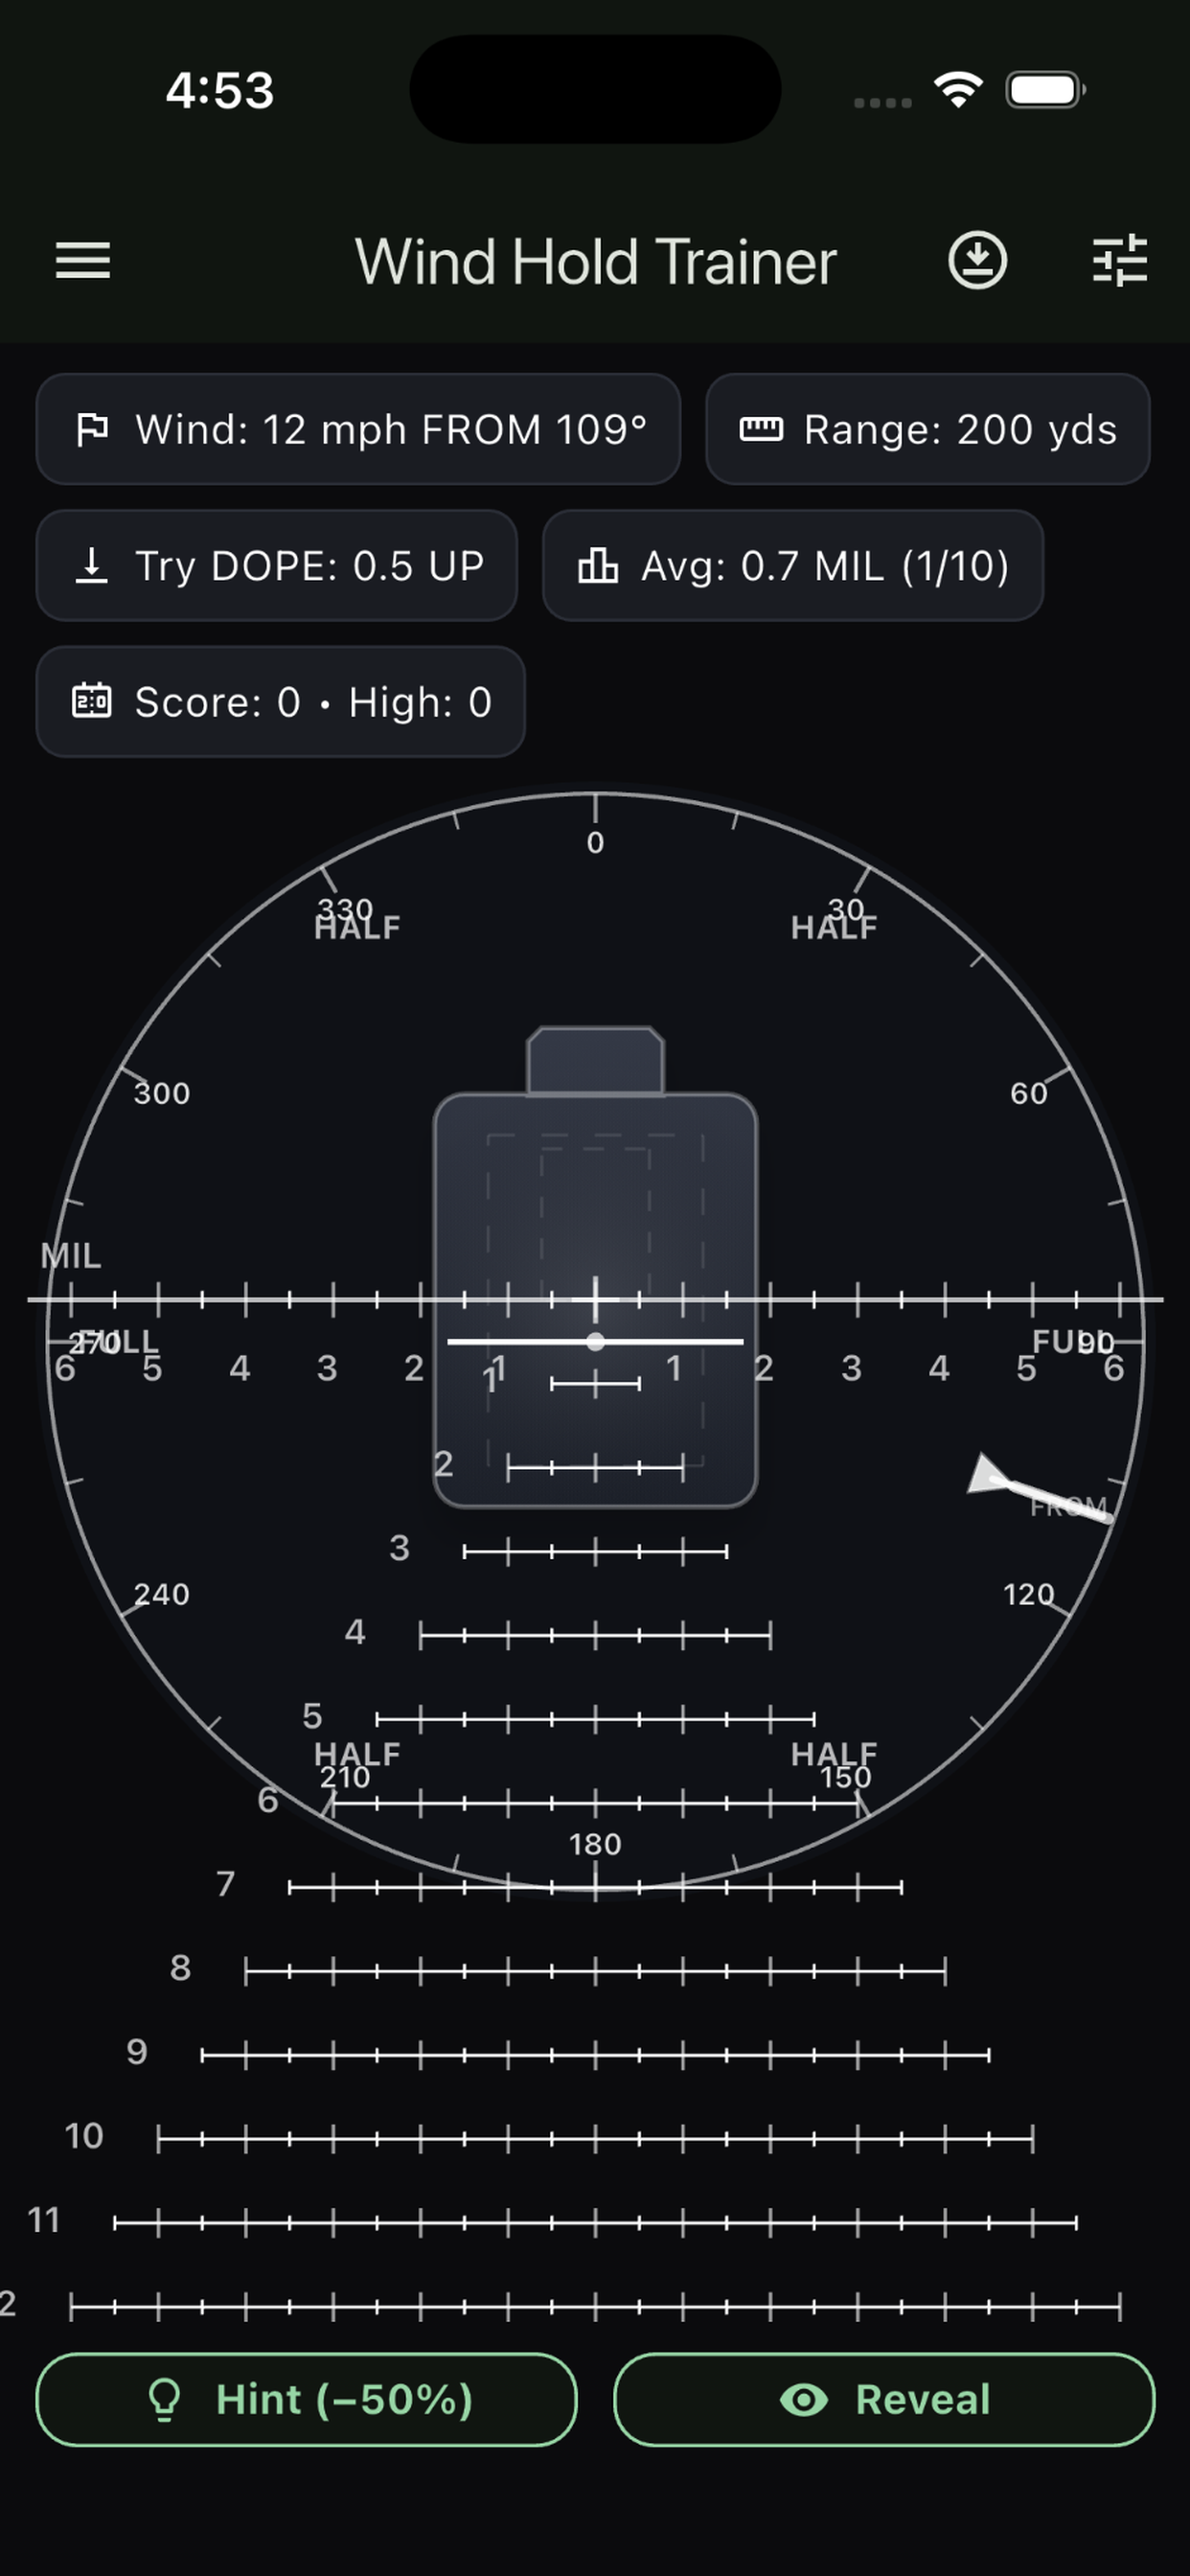 4:53
Wind Hold Trainer
Wind: 12 mph FROM 109°
Range: 200 yds
Try DOPE: 0.5 UP
Avg: 0.7 MIL (1/10)
2:0
Score: 0 • High: 0
0
330
30
HALF
HALF
300
60
MIL
270
FULL
FULL
90
6 5 4 3 2 1 1 2 3 4 5 6
1
2
FROM
3
240
120
4
5
HALF
HALF
210
150
6
180
7
8
9
10
11
2
Hint (−50%)
Reveal